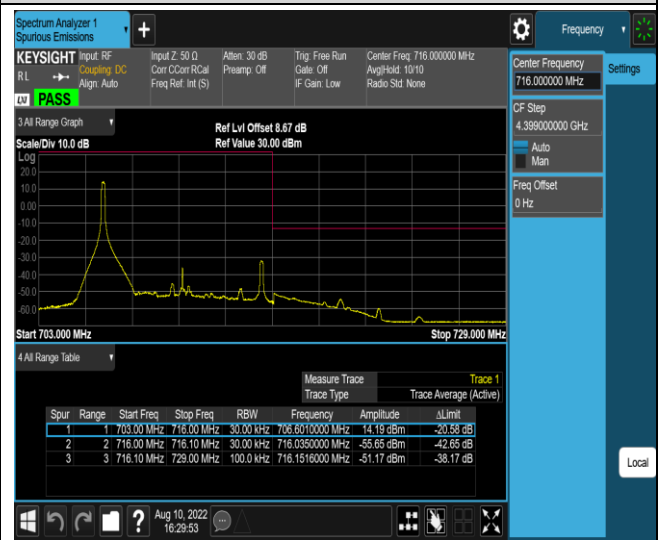 Spectrum Analyzer 1
Spurious Emissions
+
Frequency
KEYSIGHT
RL
Input: RF
Coupling: DC
Align: Auto
Input Z: 50 Ω
Corr CCorr RCal
Freq Ref: Int (S)
Atten: 30 dB
Preamp: Off
Trig: Free Run
Gate: Off
IF Gain: Low
Center Freq: 716.000000 MHz
Avg|Hold: 10/10
Radio Std: None
LNI PASS
3 All Range Graph
Scale/Div 10.0 dB
Ref Lvl Offset 8.67 dB
Ref Value 30.00 dBm
Log
20.0
10.0
0.00
-10.0
-20.0
-30.0
-40.0
-50.0
-60.0
Start 703.000 MHz
Stop 729.000 MHz
4 All Range Table
Measure Trace Trace 1
Trace Type Trace Average (Active)
Spur Range Start Freq Stop Freq RBW Frequency Amplitude ΔLimit
1 1 703.00 MHz 716.00 MHz 30.00 kHz 706.6010000 MHz 14.19 dBm -20.58 dB
2 2 716.00 MHz 716.10 MHz 30.00 kHz 716.0350000 MHz -55.65 dBm -42.65 dB
3 3 716.10 MHz 729.00 MHz 100.0 kHz 716.1516000 MHz -51.17 dBm -38.17 dB
Center Frequency
716.000000 MHz
Settings
CF Step
4.399000000 GHz
Auto
Man
Freq Offset
0 Hz
Local
?
Aug 10, 2022
16:29:53